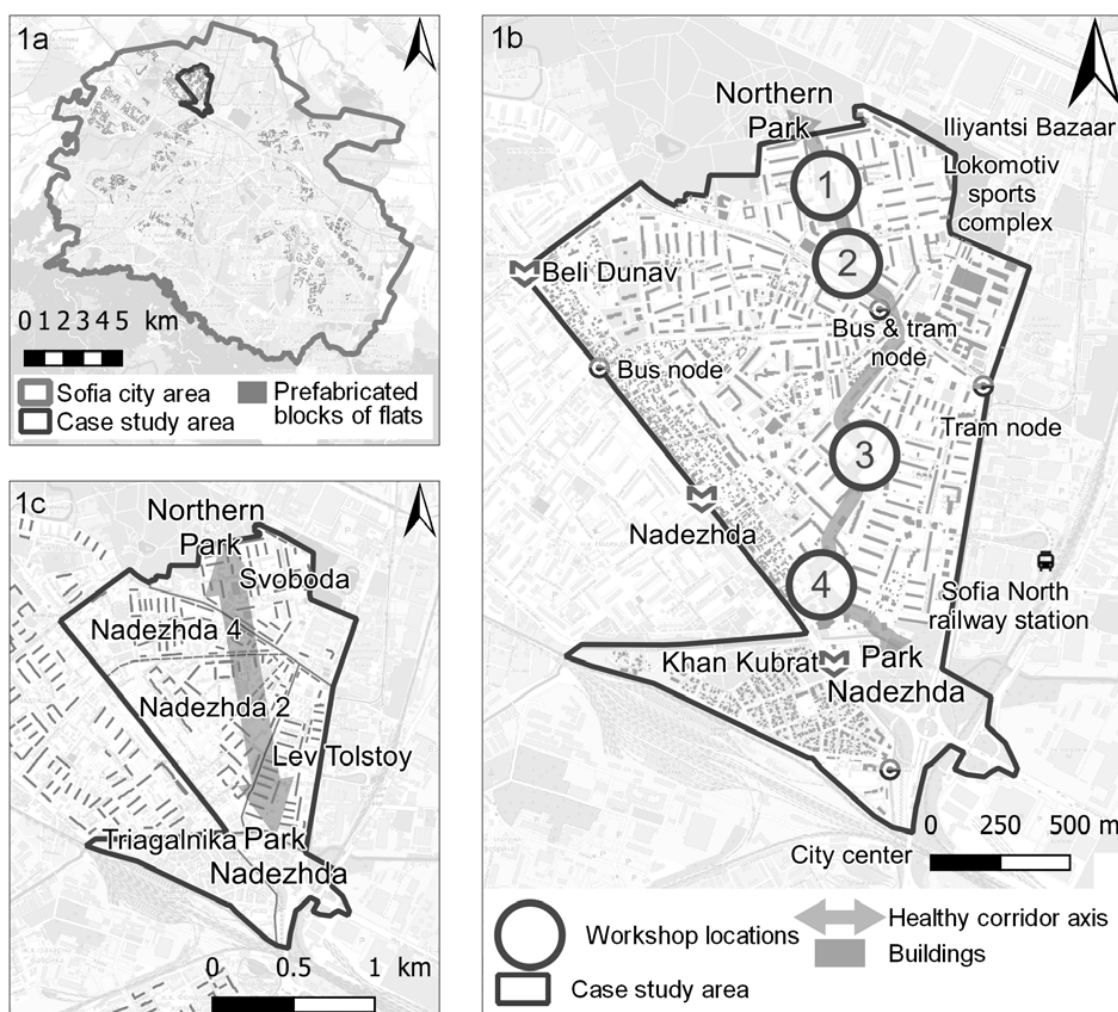 1a
0 1 2 3 4 5 km
Sofia city area
Case study area
Prefabricated
blocks of flats
1b
Northern
Park
Iliyantsi Bazaar
Lokomotiv
sports
complex
1
2
Beli Dunav
Bus & tram
node
Bus node
Tram node
3
Nadezhda
4
Sofia North
railway station
Khan Kubrat
Park
Nadezhda
0 250 500 m
City center
Workshop locations
Case study area
Healthy corridor axis
Buildings
1c
Northern
Park
Svoboda
Nadezhda 4
Nadezhda 2
Lev Tolstoy
Triagalnika
Park
Nadezhda
0 0.5 1 km